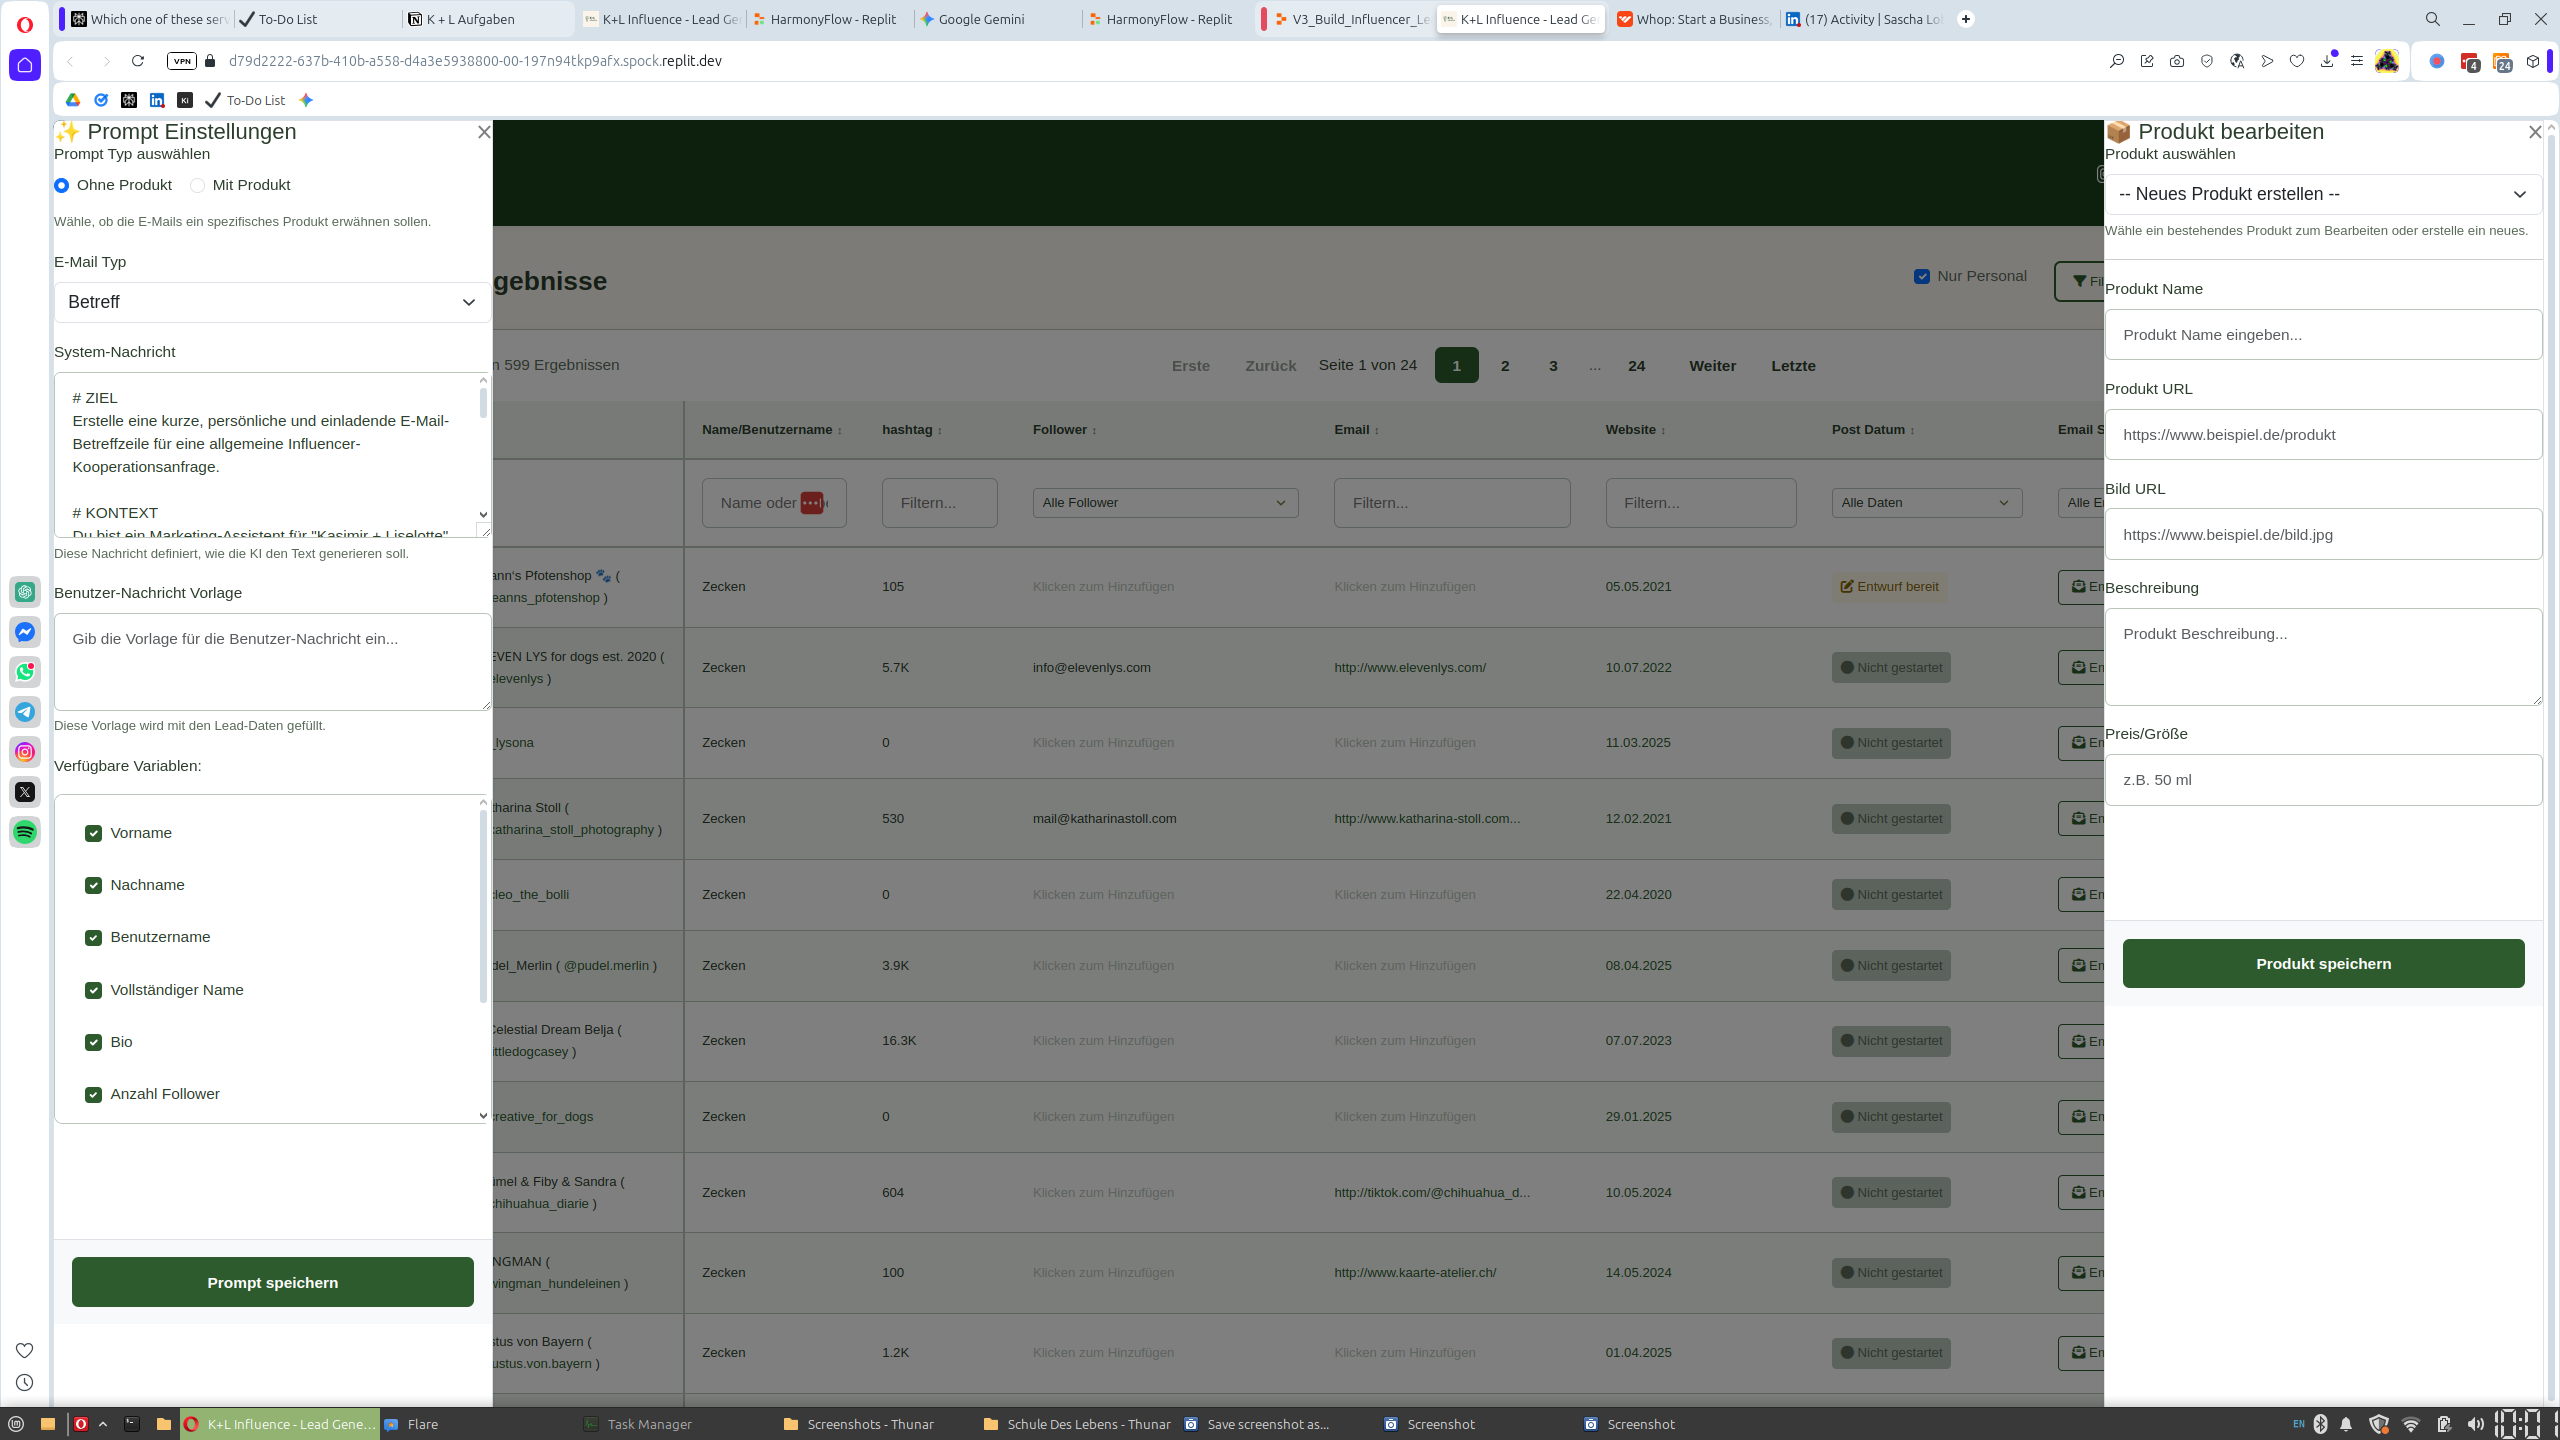 Which one of these serv
To-Do List
K + L Aufgaben
K+L Influence - Lead Ge
HarmonyFlow - Replit
Google Gemini
HarmonyFlow - Replit
V3_Build_Influencer_Le
K+L Influence - Lead Ge
Whop: Start a Business,
(17) Activity | Sascha Lo
VPN
d79d2222-637b-410b-a558-d4a3e5938800-00-197n94tkp9afx.spock.replit.dev
4
24
Ki
To-Do List
✨ Prompt Einstellungen
Prompt Typ auswählen
Ohne Produkt
Mit Produkt
Wähle, ob die E-Mails ein spezifisches Produkt erwähnen sollen.
E-Mail Typ
Betreff
System-Nachricht
# ZIEL
Erstelle eine kurze, persönliche und einladende E-Mail-
Betreffzeile für eine allgemeine Influencer-
Kooperationsanfrage.
# KONTEXT
Du bist ein Marketing-Assistent für "Kasimir + Liselotte"
Diese Nachricht definiert, wie die KI den Text generieren soll.
Benutzer-Nachricht Vorlage
Gib die Vorlage für die Benutzer-Nachricht ein...
Diese Vorlage wird mit den Lead-Daten gefüllt.
Verfügbare Variablen:
Vorname
Nachname
Benutzername
Vollständiger Name
Bio
Anzahl Follower
Prompt speichern
gebnisse
Nur Personal
Fil
n 599 Ergebnissen
Erste
Zurück
Seite 1 von 24
1
2
3
...
24
Weiter
Letzte
Name/Benutzername ↕
hashtag ↕
Follower ↕
Email ↕
Website ↕
Post Datum ↕
Email S
Name oder
Filtern...
Alle Follower
Filtern...
Filtern...
Alle Daten
Alle E
ann's Pfotenshop 🐾 (
eanns_pfotenshop )
Zecken
105
Klicken zum Hinzufügen
Klicken zum Hinzufügen
05.05.2021
Entwurf bereit
Em
EVEN LYS for dogs est. 2020 (
elevenlys )
Zecken
5.7K
info@elevenlys.com
http://www.elevenlys.com/
10.07.2022
Nicht gestartet
Em
_lysona
Zecken
0
Klicken zum Hinzufügen
Klicken zum Hinzufügen
11.03.2025
Nicht gestartet
Em
tharina Stoll (
katharina_stoll_photography )
Zecken
530
mail@katharinastoll.com
http://www.katharina-stoll.com...
12.02.2021
Nicht gestartet
Em
cleo_the_bolli
Zecken
0
Klicken zum Hinzufügen
Klicken zum Hinzufügen
22.04.2020
Nicht gestartet
Em
del_Merlin ( @pudel.merlin )
Zecken
3.9K
Klicken zum Hinzufügen
Klicken zum Hinzufügen
08.04.2025
Nicht gestartet
Em
Celestial Dream Belja (
littledogcasey )
Zecken
16.3K
Klicken zum Hinzufügen
Klicken zum Hinzufügen
07.07.2023
Nicht gestartet
Em
creative_for_dogs
Zecken
0
Klicken zum Hinzufügen
Klicken zum Hinzufügen
29.01.2025
Nicht gestartet
Em
umel & Fiby & Sandra (
chihuahua_diarie )
Zecken
604
Klicken zum Hinzufügen
http://tiktok.com/@chihuahua_d...
10.05.2024
Nicht gestartet
Em
NGMAN (
wingman_hundeleinen )
Zecken
100
Klicken zum Hinzufügen
http://www.kaarte-atelier.ch/
14.05.2024
Nicht gestartet
Em
stus von Bayern (
ustus.von.bayern )
Zecken
1.2K
Klicken zum Hinzufügen
Klicken zum Hinzufügen
01.04.2025
Nicht gestartet
Em
📦 Produkt bearbeiten
Produkt auswählen
-- Neues Produkt erstellen --
Wähle ein bestehendes Produkt zum Bearbeiten oder erstelle ein neues.
Produkt Name
Produkt Name eingeben...
Produkt URL
https://www.beispiel.de/produkt
Bild URL
https://www.beispiel.de/bild.jpg
Beschreibung
Produkt Beschreibung...
Preis/Größe
z.B. 50 ml
Produkt speichern
K+L Influence - Lead Gene...
Flare
Task Manager
Screenshots - Thunar
Schule Des Lebens - Thunar
Save screenshot as...
Screenshot
Screenshot
EN